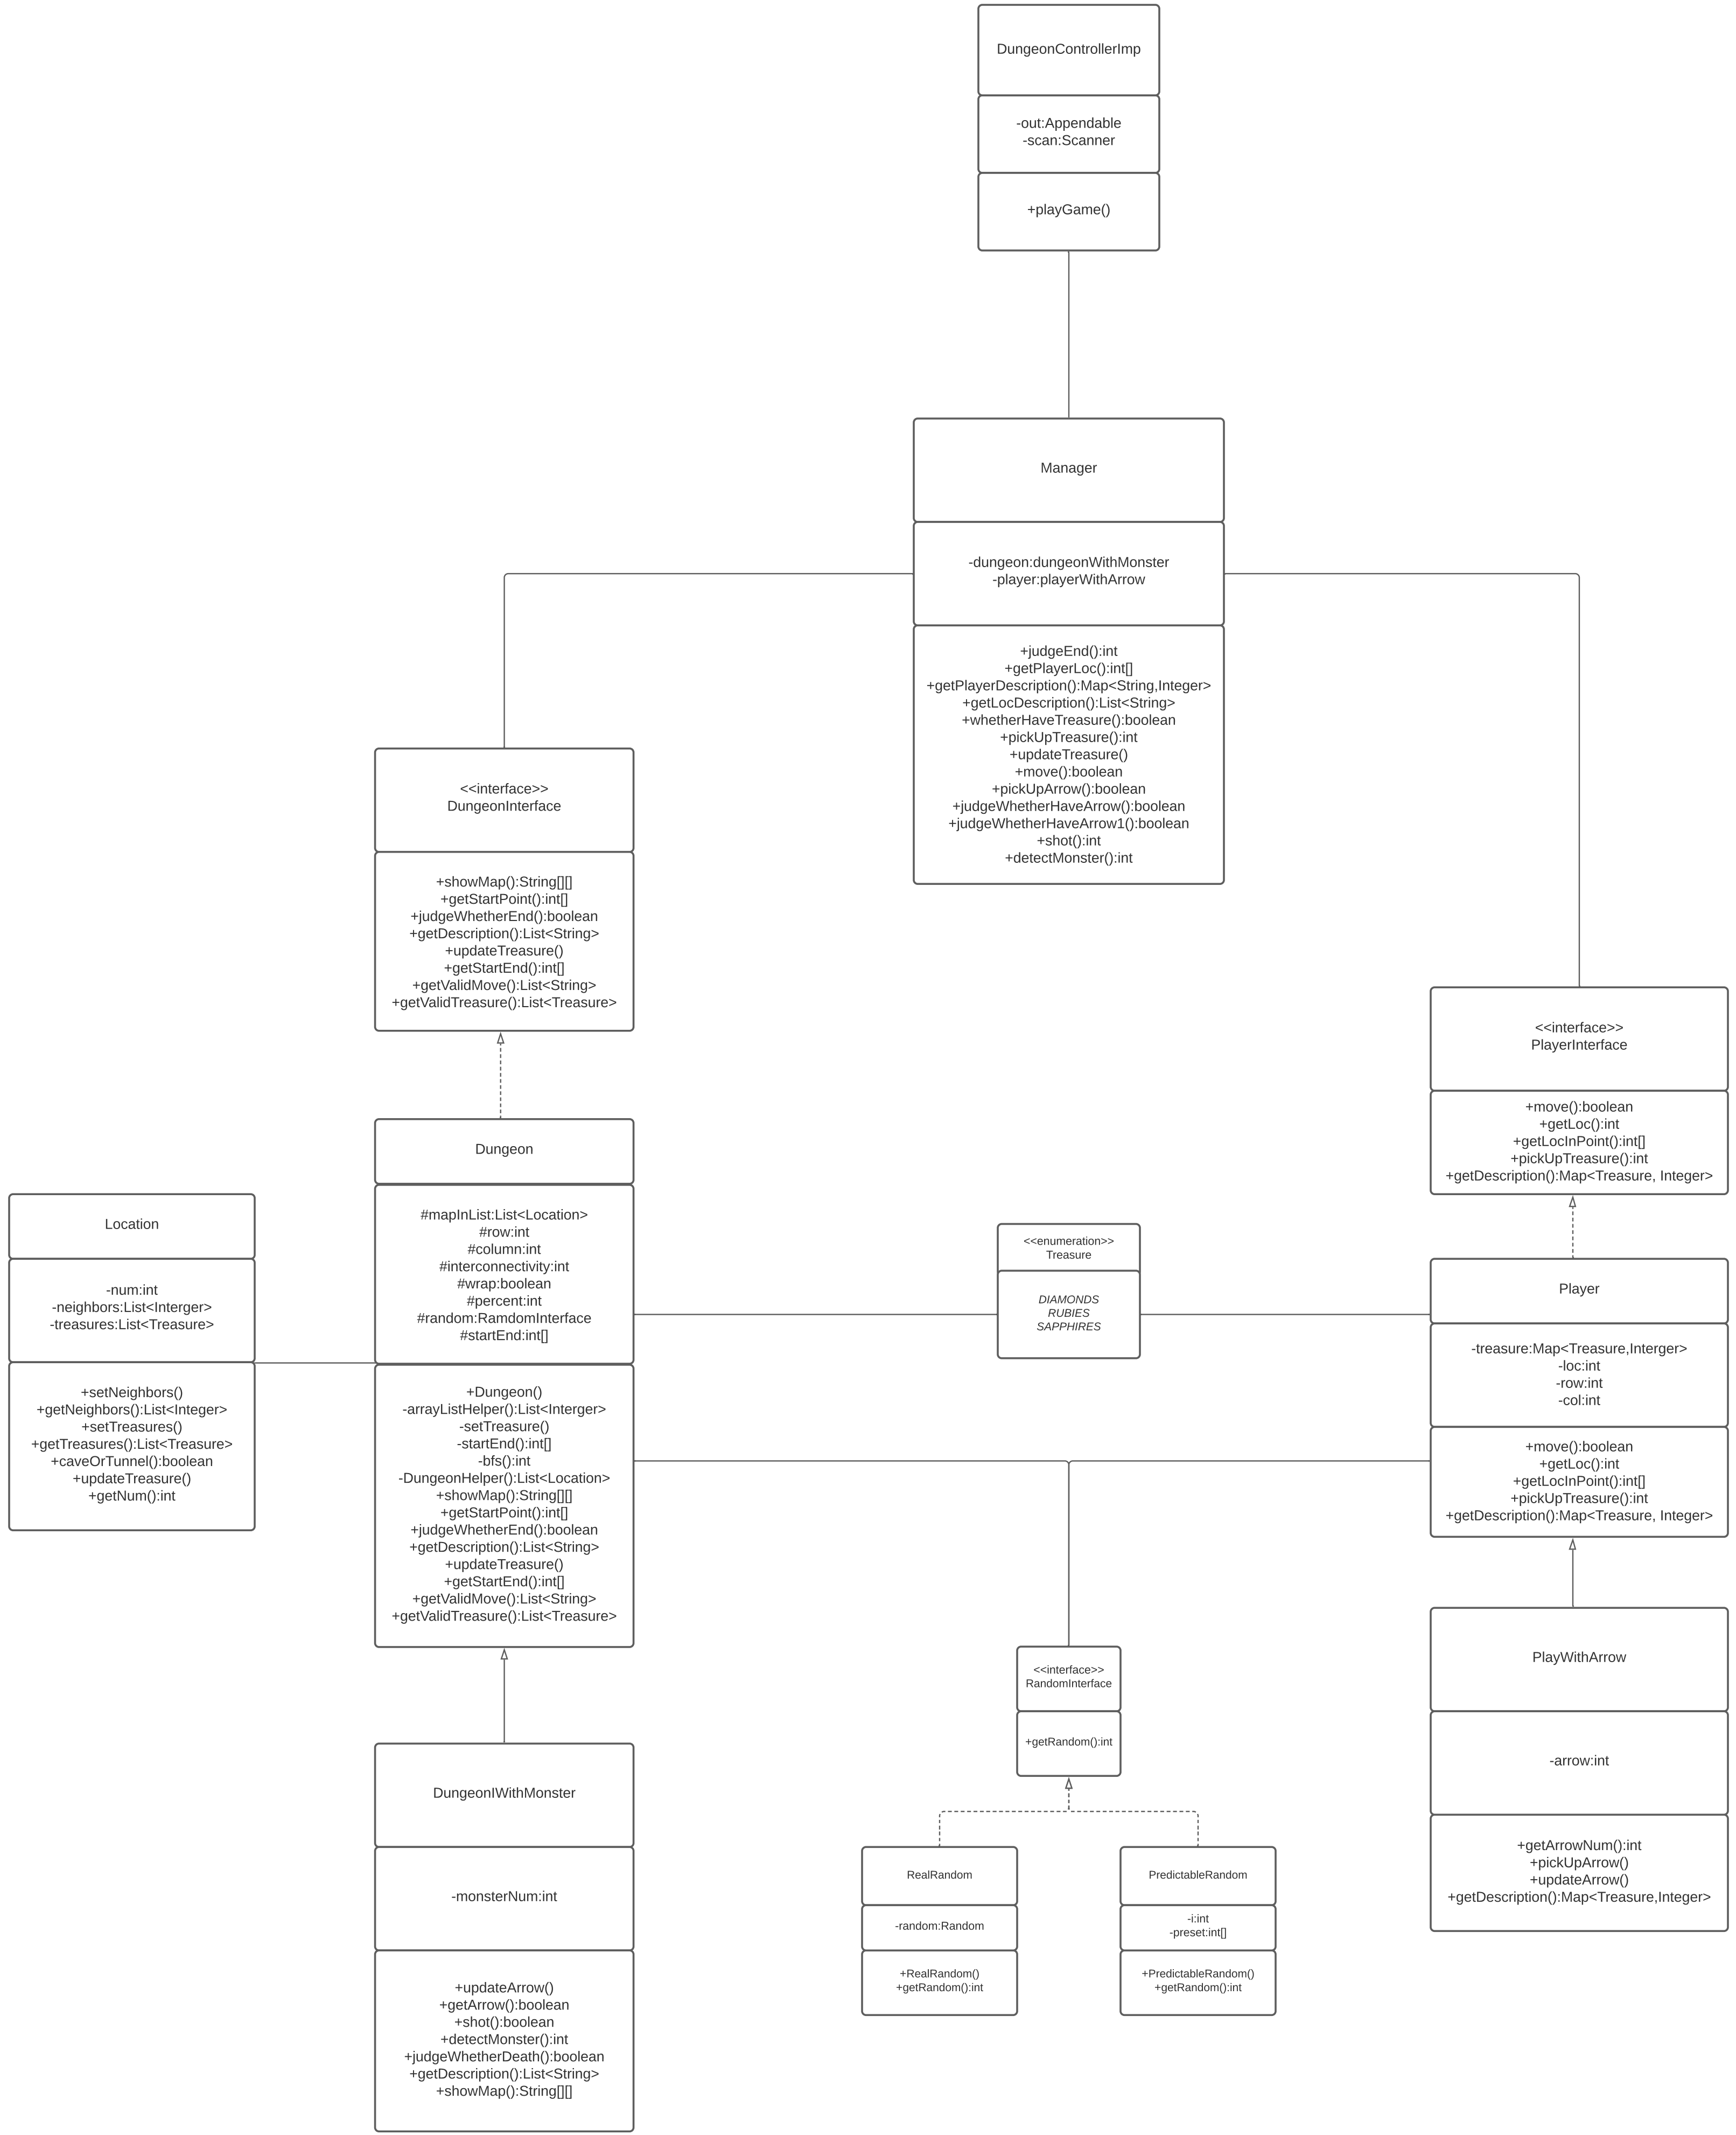 DungeonControllerImp
-out:Appendable
-scan:Scanner
+playGame()
Manager
-dungeon:dungeonWithMonster
-player:playerWithArrow
+judgeEnd():int
+getPlayerLoc():int[]
+getPlayerDescription():Map<String,Integer>
+getLocDescription():List<String>
+whetherHaveTreasure():boolean
+pickUpTreasure():int
+updateTreasure()
+move():boolean
+pickUpArrow():boolean
+judgeWhetherHaveArrow():boolean
+judgeWhetherHaveArrow1():boolean
+shot():int
+detectMonster():int
<<interface>>
DungeonInterface
+showMap():String[][]
+getStartPoint():int[]
+judgeWhetherEnd():boolean
+getDescription():List<String>
+updateTreasure()
+getStartEnd():int[]
+getValidMove():List<String>
+getValidTreasure():List<Treasure>
<<interface>>
PlayerInterface
+move():boolean
+getLoc():int
+getLocInPoint():int[]
+pickUpTreasure():int
+getDescription():Map<Treasure, Integer>
Location
-num:int
-neighbors:List<Interger>
-treasures:List<Treasure>
+setNeighbors()
+getNeighbors():List<Integer>
+setTreasures()
+getTreasures():List<Treasure>
+caveOrTunnel():boolean
+updateTreasure()
+getNum():int
Dungeon
#mapInList:List<Location>
#row:int
#column:int
#interconnectivity:int
#wrap:boolean
#percent:int
#random:RamdomInterface
#startEnd:int[]
+Dungeon()
-arrayListHelper():List<Interger>
-setTreasure()
-startEnd():int[]
-bfs():int
-DungeonHelper():List<Location>
+showMap():String[][]
+getStartPoint():int[]
+judgeWhetherEnd():boolean
+getDescription():List<String>
+updateTreasure()
+getStartEnd():int[]
+getValidMove():List<String>
+getValidTreasure():List<Treasure>
<<enumeration>>
Treasure
DIAMONDS
RUBIES
SAPPHIRES
Player
-treasure:Map<Treasure,Interger>
-loc:int
-row:int
-col:int
+move():boolean
+getLoc():int
+getLocInPoint():int[]
+pickUpTreasure():int
+getDescription():Map<Treasure, Integer>
DungeonIWithMonster
-monsterNum:int
+updateArrow()
+getArrow():boolean
+shot():boolean
+detectMonster():int
+judgeWhetherDeath():boolean
+getDescription():List<String>
+showMap():String[][]
<<interface>>
RandomInterface
+getRandom():int
RealRandom
-random:Random
+RealRandom()
+getRandom():int
PredictableRandom
-i:int
-preset:int[]
+PredictableRandom()
+getRandom():int
PlayWithArrow
-arrow:int
+getArrowNum():int
+pickUpArrow()
+updateArrow()
+getDescription():Map<Treasure,Integer>